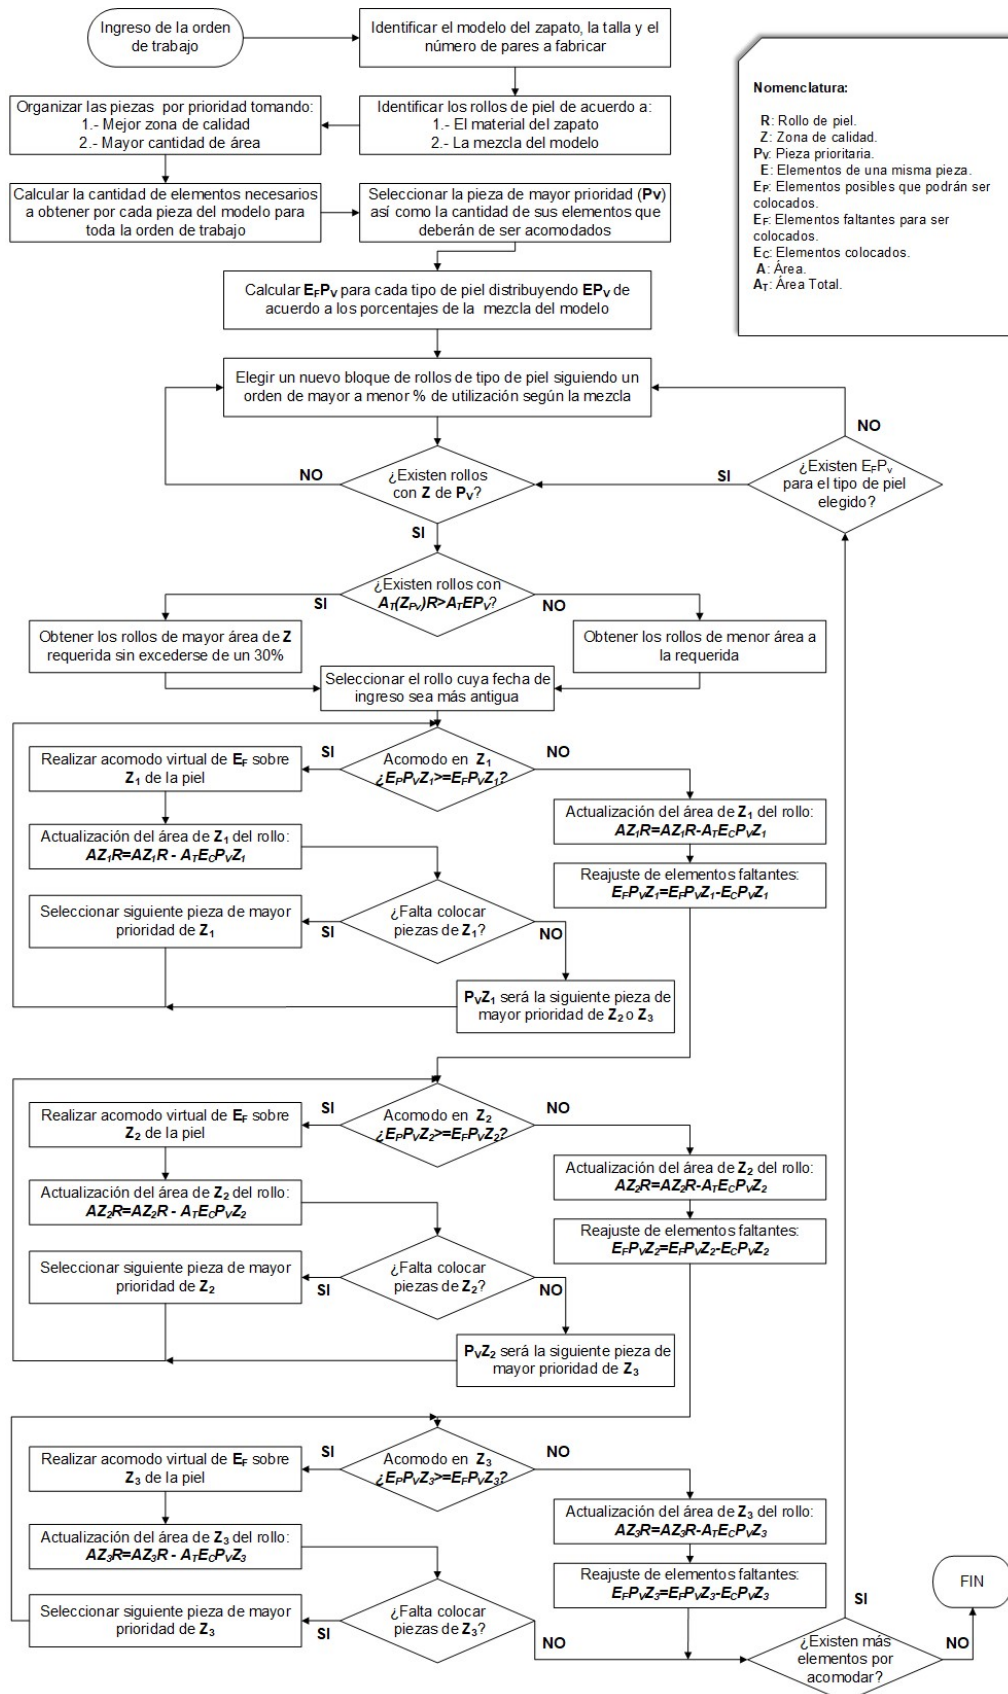 Ingreso de la orden
de trabajo
Identificar el modelo del zapato, la talla y el
número de pares a fabricar
Organizar las piezas por prioridad tomando:
1.- Mejor zona de calidad
2.- Mayor cantidad de área
Identificar los rollos de piel de acuerdo a:
1.- El material del zapato
2.- La mezcla del modelo
Calcular la cantidad de elementos necesarios
a obtener por cada pieza del modelo para
toda la orden de trabajo
Seleccionar la pieza de mayor prioridad (Pv)
así como la cantidad de sus elementos que
deberán de ser acomodados
Nomenclatura:
R: Rollo de piel.
Z: Zona de calidad.
PV: Pieza prioritaria.
E: Elementos de una misma pieza.
EP: Elementos posibles que podrán ser
colocados.
EF: Elementos faltantes para ser
colocados.
EC: Elementos colocados.
A: Área.
AT: Área Total.
Calcular EFPV para cada tipo de piel distribuyendo EPV de
acuerdo a los porcentajes de la mezcla del modelo
Elegir un nuevo bloque de rollos de tipo de piel siguiendo un
orden de mayor a menor % de utilización según la mezcla
NO
NO
¿Existen rollos
con Z de PV?
SI
¿Existen EFPv
para el tipo de piel
elegido?
SI
¿Existen rollos con
AT(ZPV)R>ATEPV?
SI
NO
Obtener los rollos de mayor área de Z
requerida sin excederse de un 30%
Obtener los rollos de menor área a
la requerida
Seleccionar el rollo cuya fecha de
ingreso sea más antigua
Realizar acomodo virtual de EF sobre
Z1 de la piel
SI
Acomodo en Z1
¿EPPVZ1>=EFPVZ1?
NO
Actualización del área de Z1 del rollo:
AZ1R=AZ1R-ATECPVZ1
Actualización del área de Z1 del rollo:
AZ1R=AZ1R - ATECPVZ1
Reajuste de elementos faltantes:
EFPVZ1=EFPVZ1-ECPVZ1
Seleccionar siguiente pieza de mayor
prioridad de Z1
SI
¿Falta colocar
piezas de Z1?
NO
PVZ1 será la siguiente pieza de
mayor prioridad de Z2 o Z3
Realizar acomodo virtual de EF sobre
Z2 de la piel
SI
Acomodo en Z2
¿EPPVZ2>=EFPVZ2?
NO
Actualización del área de Z2 del rollo:
AZ2R=AZ2R-ATECPVZ2
Actualización del área de Z2 del rollo:
AZ2R=AZ2R - ATECPVZ2
Reajuste de elementos faltantes:
EFPVZ2=EFPVZ2-ECPVZ2
Seleccionar siguiente pieza de mayor
prioridad de Z2
SI
¿Falta colocar
piezas de Z2?
NO
PVZ2 será la siguiente pieza de
mayor prioridad de Z3
Realizar acomodo virtual de EF sobre
Z3 de la piel
SI
Acomodo en Z3
¿EPPVZ3>=EFPVZ3?
NO
Actualización del área de Z3 del rollo:
AZ3R=AZ3R-ATECPVZ3
Actualización del área de Z3 del rollo:
AZ3R=AZ3R - ATECPVZ3
Reajuste de elementos faltantes:
EFPVZ3=EFPVZ3-ECPVZ3
Seleccionar siguiente pieza de mayor
prioridad de Z3
SI
¿Falta colocar
piezas de Z3?
NO
SI
¿Existen más
elementos por
acomodar?
NO
FIN